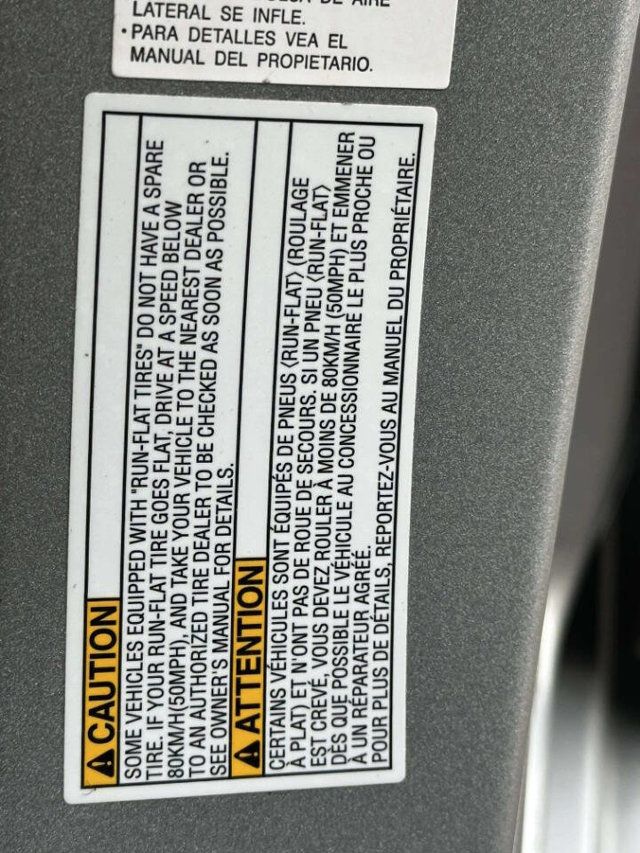 LATERAL SE INFLE.
• PARA DETALLES VEA EL
MANUAL DEL PROPIETARIO.
CAUTION
SOME VEHICLES EQUIPPED WITH "RUN-FLAT TIRES" DO NOT HAVE A SPARE
TIRE. IF YOUR RUN-FLAT TIRE GOES FLAT, DRIVE AT A SPEED BELOW
80KM/H(50MPH), AND TAKE YOUR VEHICLE TO THE NEAREST DEALER OR
TO AN AUTHORIZED TIRE DEALER TO BE CHECKED AS SOON AS POSSIBLE.
SEE OWNER'S MANUAL FOR DETAILS.
ATTENTION
CERTAINS VÉHICULES SONT ÉQUIPÉS DE PNEUS ⟨RUN-FLAT⟩ (ROULAGE
À PLAT) ET N'ONT PAS DE ROUE DE SECOURS. SI UN PNEU ⟨RUN-FLAT⟩
EST CREVÉ, VOUS DEVEZ ROULER À MOINS DE 80KM/H (50MPH) ET EMMENER
DÈS QUE POSSIBLE LE VÉHICULE AU CONCESSIONNAIRE LE PLUS PROCHE OU
À UN RÉPARATEUR AGRÉÉ.
POUR PLUS DE DÉTAILS, REPORTEZ-VOUS AU MANUEL DU PROPRIÉTAIRE.